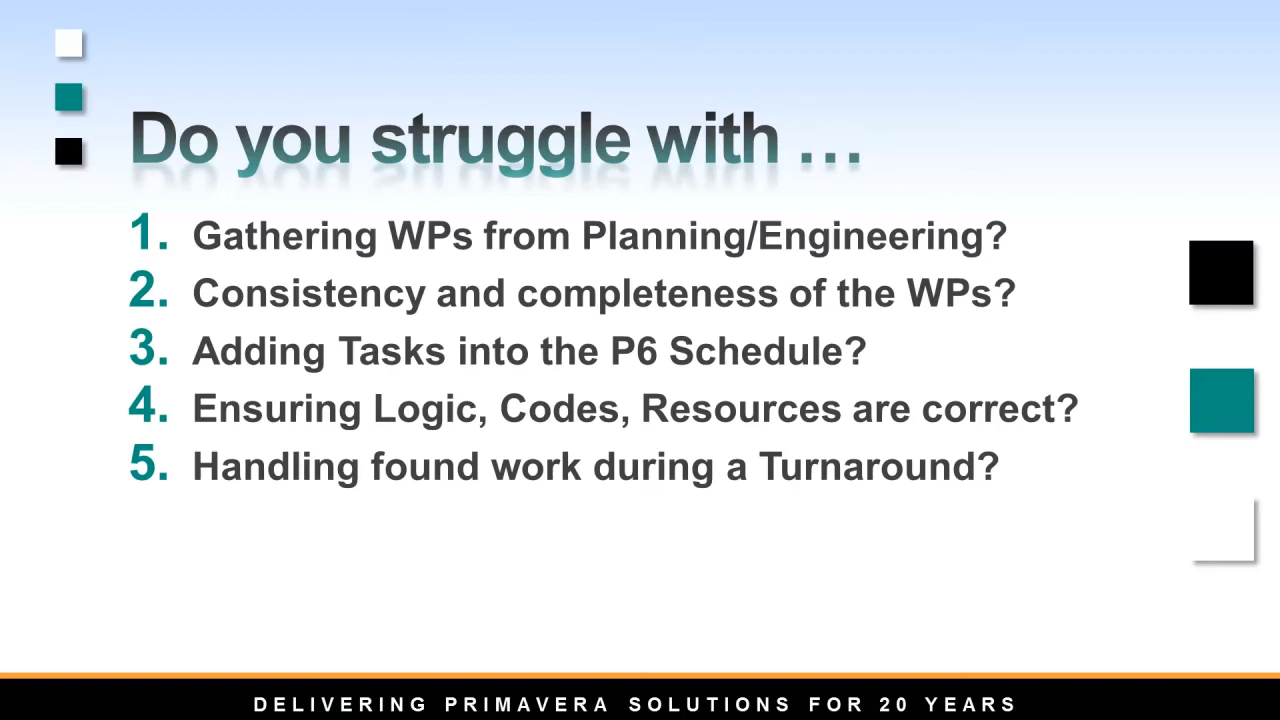 Do you struggle with …
1. Gathering WPs from Planning/Engineering?
2. Consistency and completeness of the WPs?
3. Adding Tasks into the P6 Schedule?
4. Ensuring Logic, Codes, Resources are correct?
5. Handling found work during a Turnaround?
DELIVERING PRIMAVERA SOLUTIONS FOR 20 YEARS